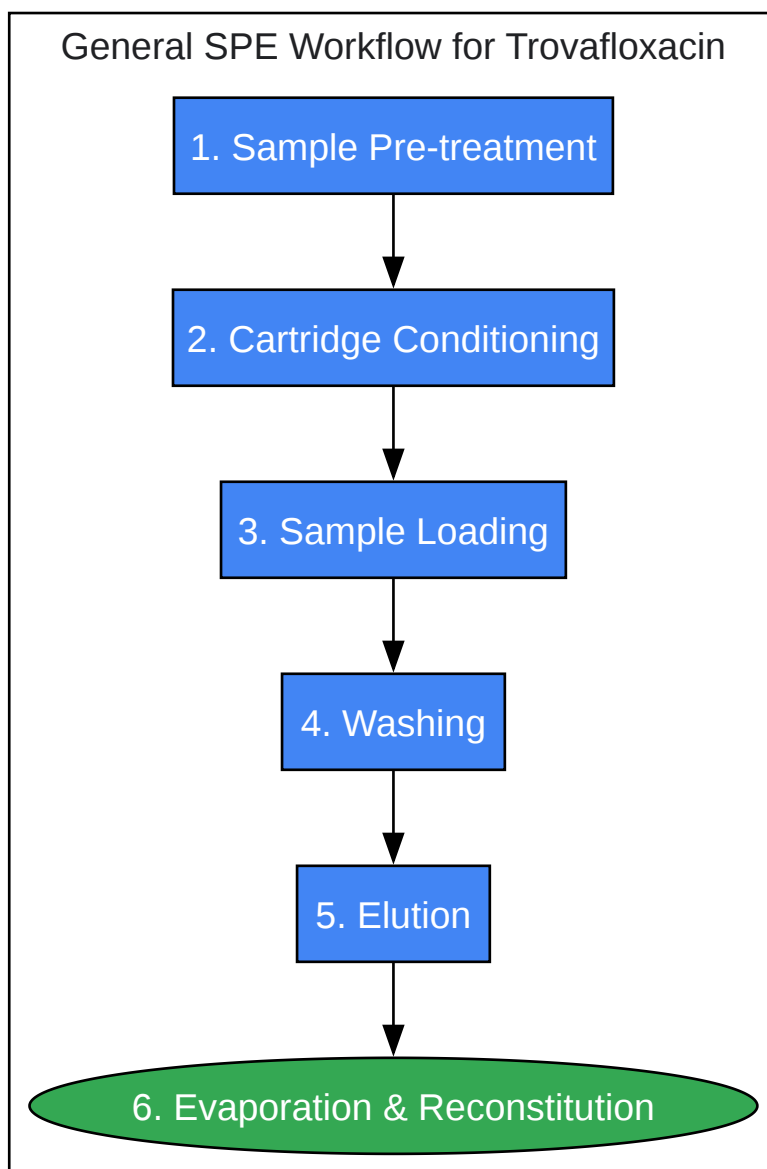 General SPE Workflow for Trovafloxacin
1. Sample Pre-treatment
2. Cartridge Conditioning
3. Sample Loading
4. Washing
5. Elution
6. Evaporation & Reconstitution